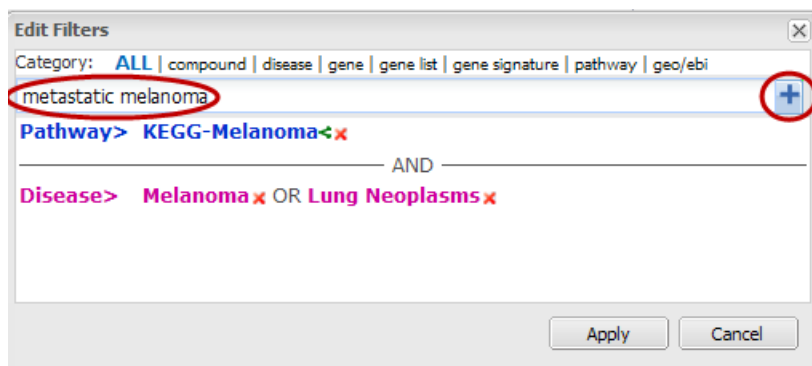 Edit Filters
Category: ALL | compound | disease | gene | gene list | gene signature | pathway | geo/ebi
metastatic melanoma
Pathway> KEGG-Melanoma
AND
Disease> Melanoma OR Lung Neoplasms
Apply Cancel